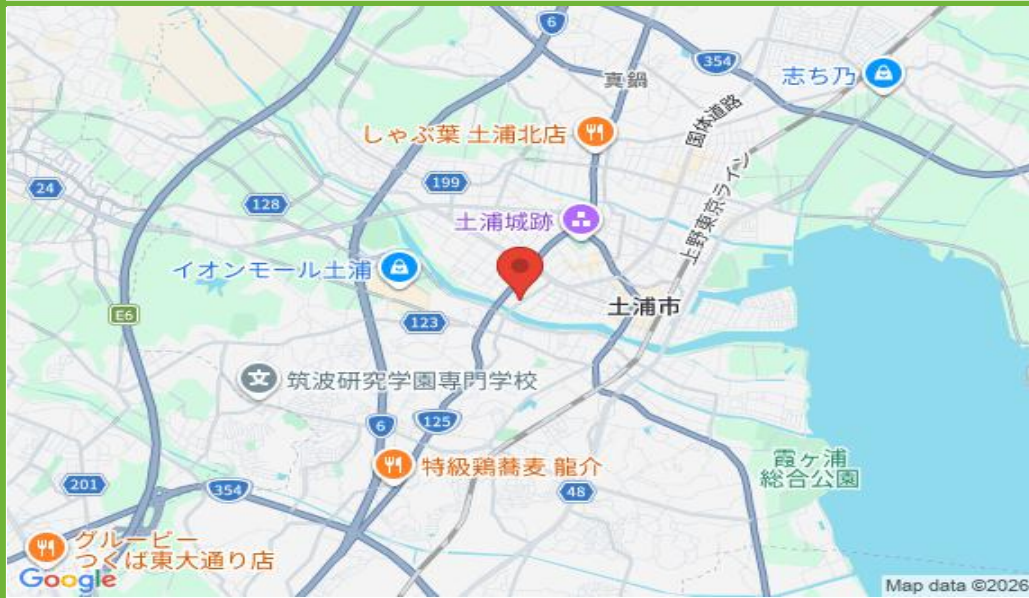 6
354
志ち乃
真鍋
国体道路
しゃぶ葉 土浦北店
上野東京ライン
199
24
128
土浦城跡
イオンモール土浦
土浦市
E6
123
筑波研究学園専門学校
125
6
特級鶏蕎麦 龍介
霞ヶ浦
総合公園
201
354
48
グルービー
つくば東大通り店
Google
Map data ©2026